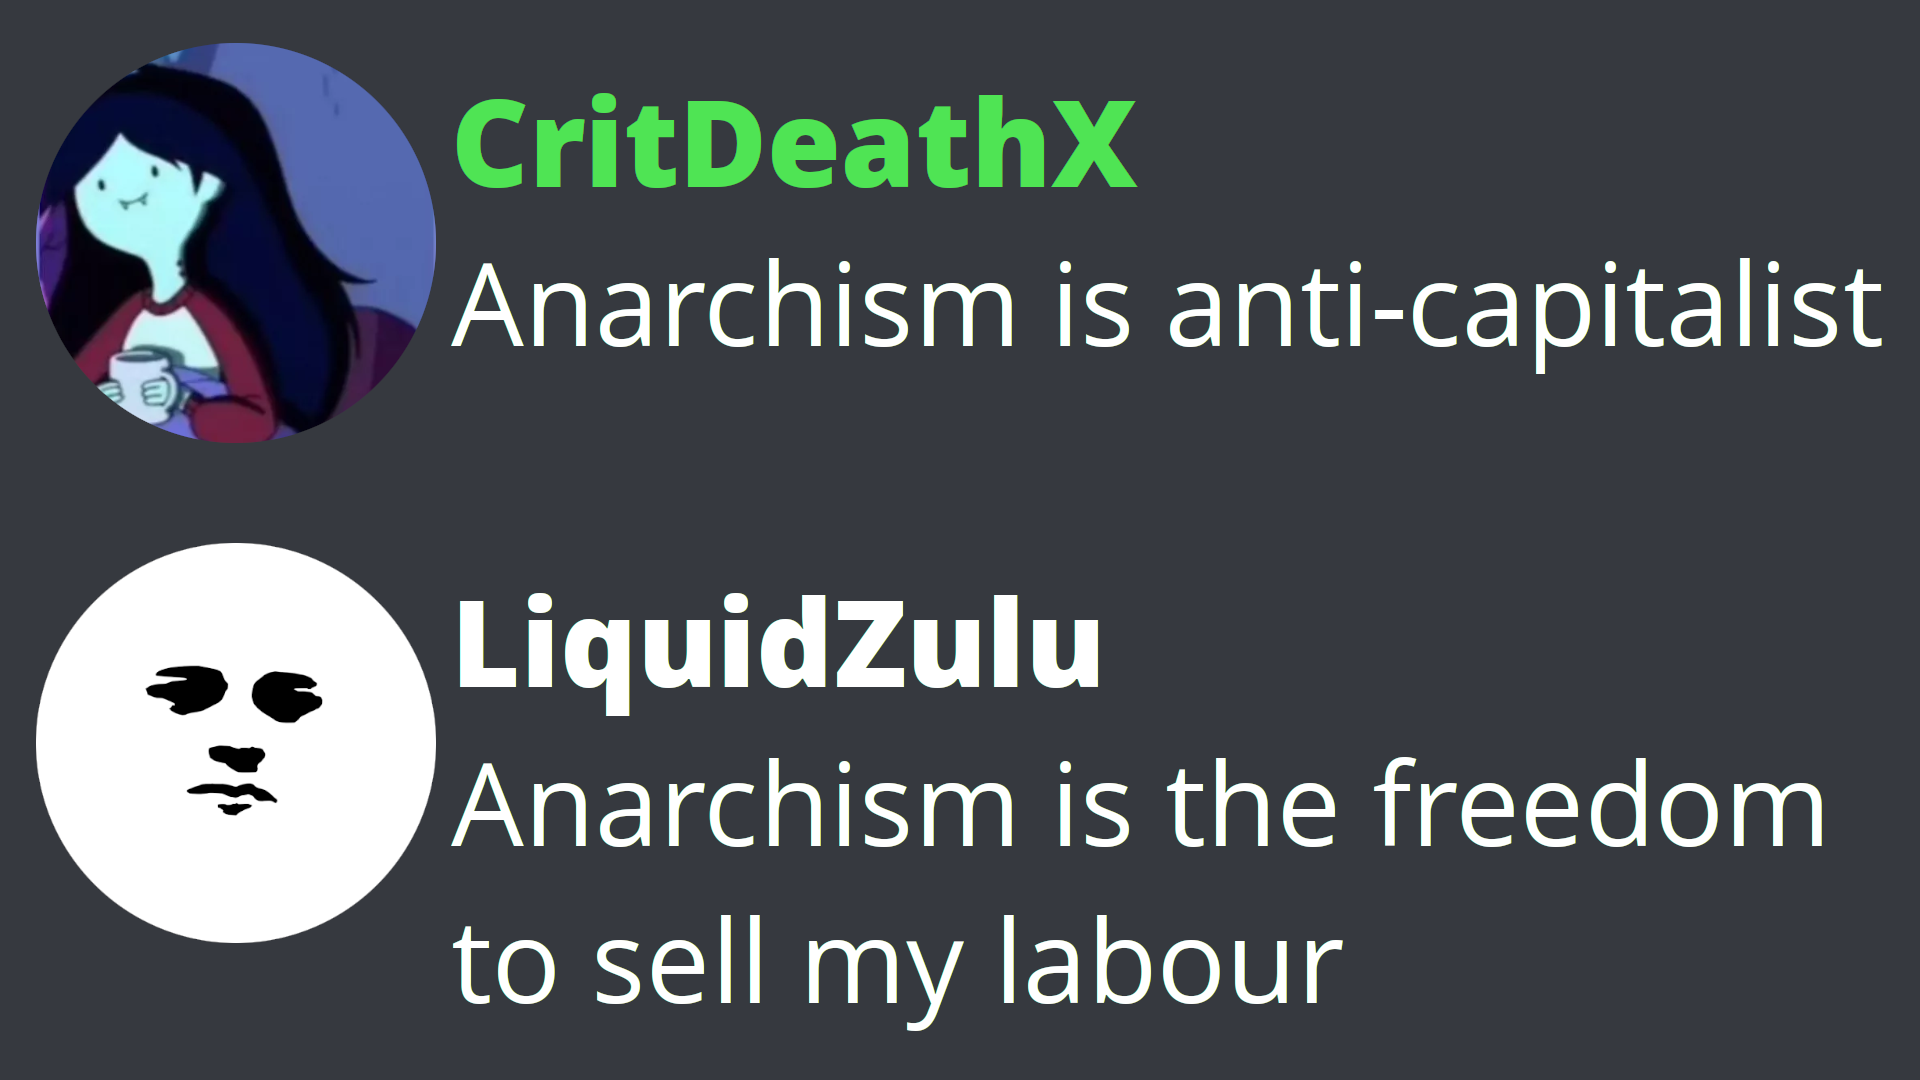 CritDeathX
Anarchism is anti-capitalist
LiquidZulu
Anarchism is the freedom
to sell my labour